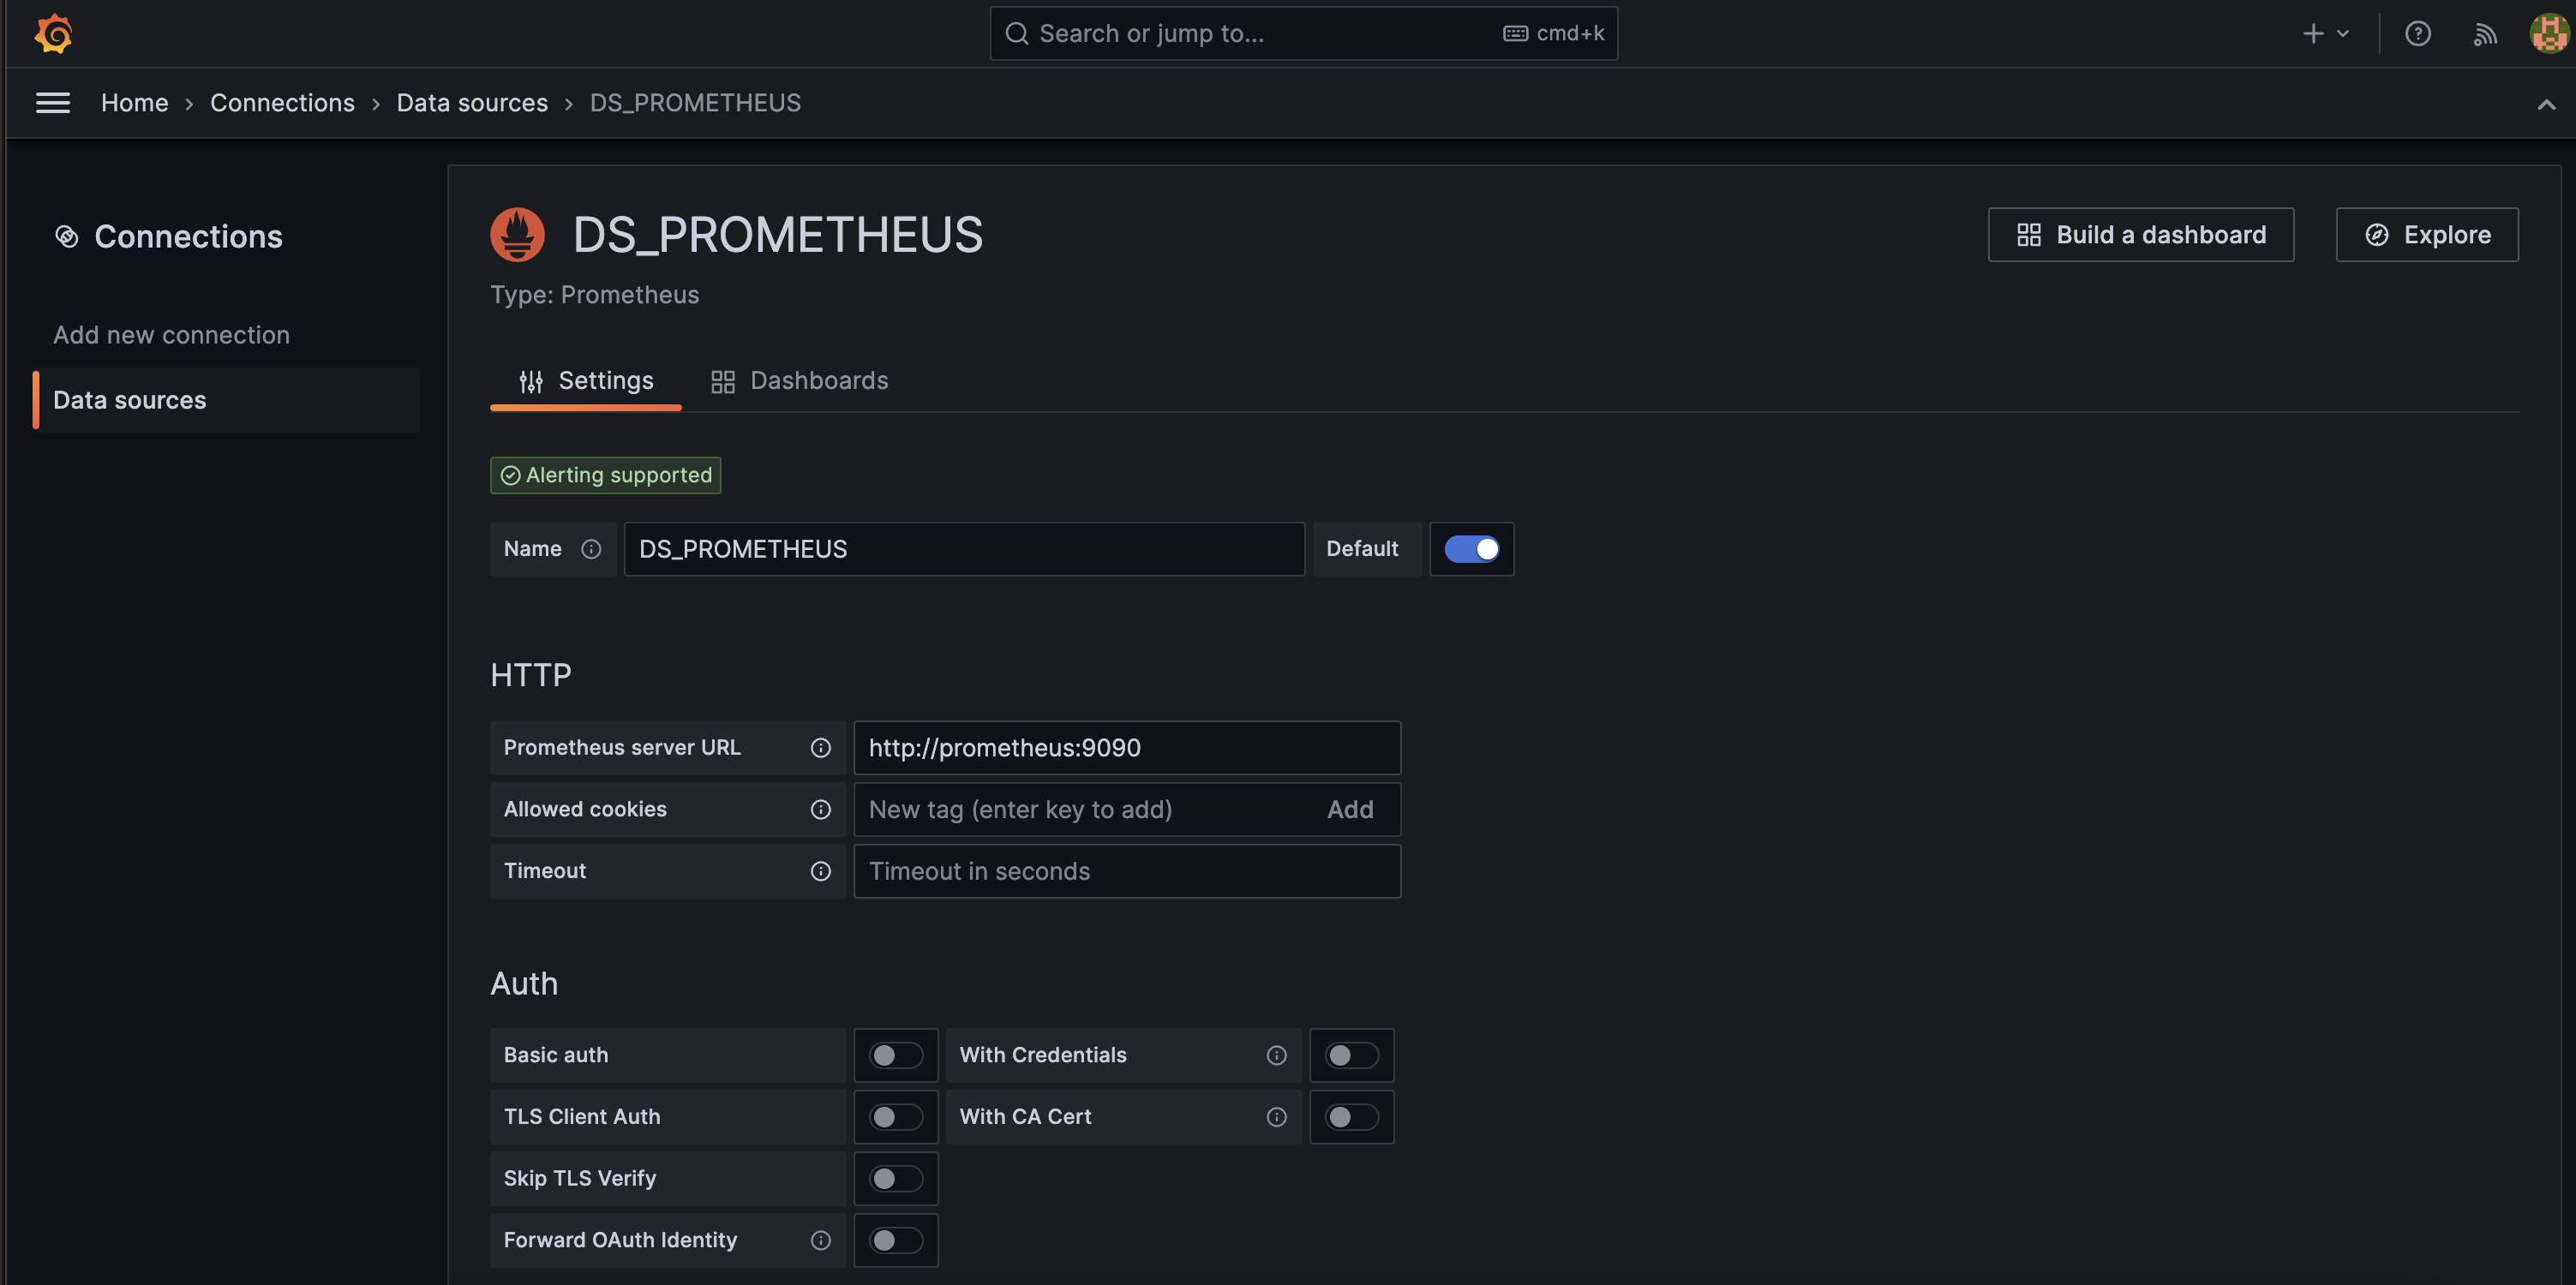 Search or jump to...
cmd+k
Home
Connections
Data sources
DS_PROMETHEUS
Connections
Add new connection
Data sources
DS_PROMETHEUS
Type: Prometheus
Build a dashboard
Explore
Settings
Dashboards
Alerting supported
Name
DS_PROMETHEUS
Default
HTTP
Prometheus server URL
http://prometheus:9090
Allowed cookies
New tag (enter key to add)
Add
Timeout
Timeout in seconds
Auth
Basic auth
With Credentials
TLS Client Auth
With CA Cert
Skip TLS Verify
Forward OAuth Identity